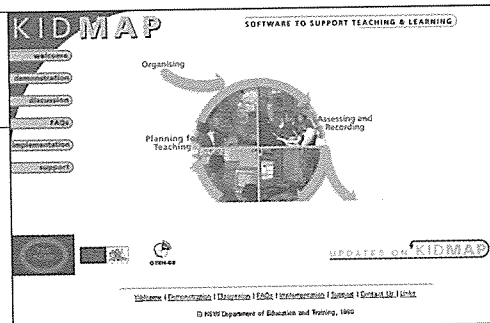 KIDMAP
SOFTWARE TO SUPPORT TEACHING & LEARNING
welcome
demonstration
discussion
FAQs
implementation
support
Organising
Assessing and
Recording
Planning for
Teaching
OTEN-DE
UPDATES ON KIDMAP
Welcome | Demonstration | Discussion | FAQs | Implementation | Support | Contact Us | Links
© NSW Department of Education and Training, 1999